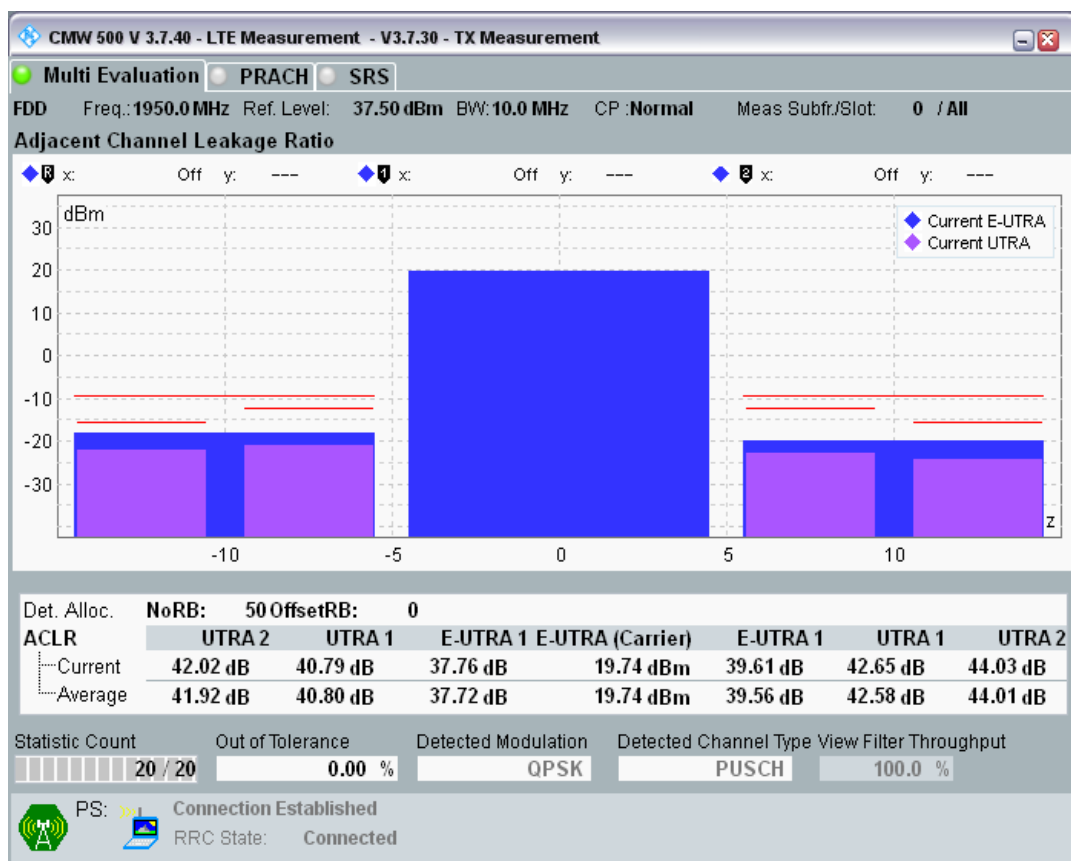 CMW 500 V 3.7.40 - LTE Measurement - V3.7.30 - TX Measurement
Multi Evaluation PRACH SRS
FDD Freq.: 1950.0 MHz Ref. Level: 37.50 dBm BW: 10.0 MHz CP :Normal Meas Subfr./Slot: 0 / All
Adjacent Channel Leakage Ratio
R x: Off y: --- 1 x: Off y: --- 2 x: Off y: ---
dBm
Current E-UTRA
Current UTRA
30
20
10
0
-10
-20
-30
z
-10 -5 0 5 10
Det. Alloc. NoRB: 50 OffsetRB: 0
ACLR UTRA 2 UTRA 1 E-UTRA 1 E-UTRA (Carrier) E-UTRA 1 UTRA 1 UTRA 2
Current 42.02 dB 40.79 dB 37.76 dB 19.74 dBm 39.61 dB 42.65 dB 44.03 dB
Average 41.92 dB 40.80 dB 37.72 dB 19.74 dBm 39.56 dB 42.58 dB 44.01 dB
Statistic Count Out of Tolerance Detected Modulation Detected Channel Type View Filter Throughput
20 / 20 0.00 % QPSK PUSCH 100.0 %
PS: Connection Established
RRC State: Connected